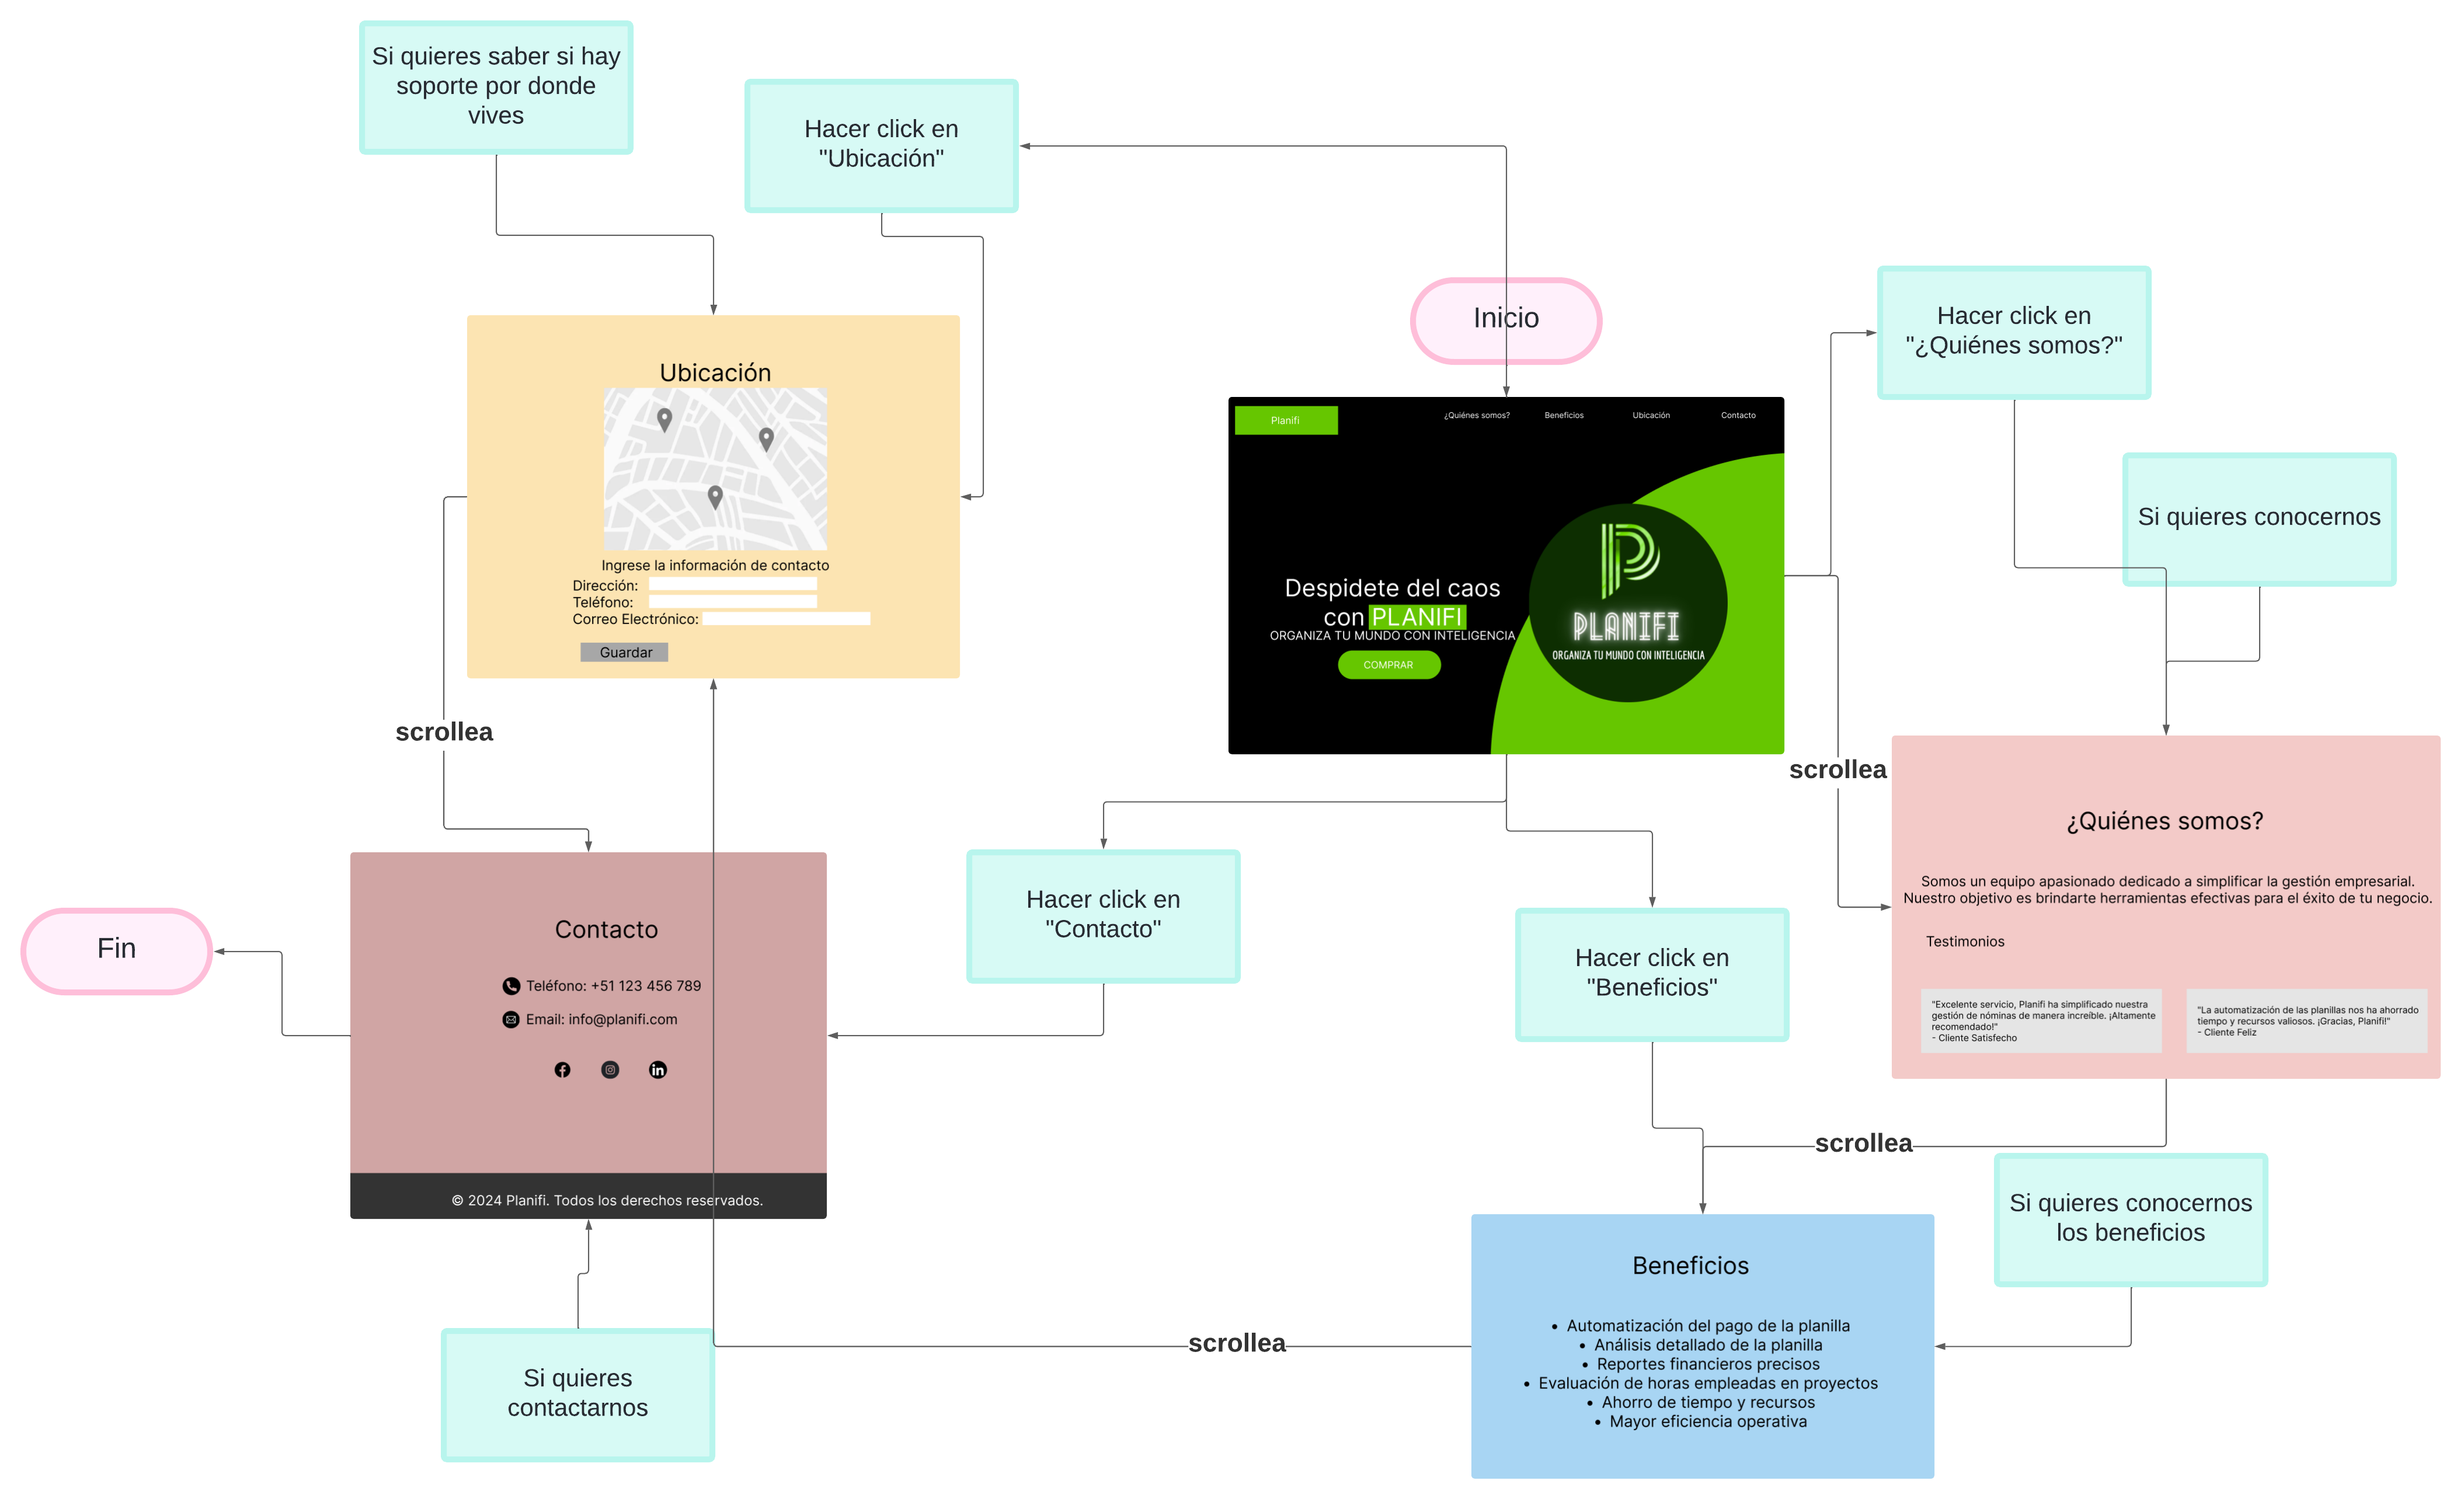 Si quieres saber si hay
soporte por donde
vives
Hacer click en
"Ubicación"
Inicio
Hacer click en
"¿Quiénes somos?"
Si quieres conocernos
Ubicación
Ingrese la información de contacto
Dirección:
Teléfono:
Correo Electrónico:
Guardar
Planifi
¿Quiénes somos?
Beneficios
Ubicación
Contacto
Despidete del caos
con PLANIFI
ORGANIZA TU MUNDO CON INTELIGENCIA
COMPRAR
PLANIFI
ORGANIZA TU MUNDO CON INTELIGENCIA
scrollea
scrollea
¿Quiénes somos?
Somos un equipo apasionado dedicado a simplificar la gestión empresarial.
Nuestro objetivo es brindarte herramientas efectivas para el éxito de tu negocio.
Testimonios
"Excelente servicio, Planifi ha simplificado nuestra
gestión de nóminas de manera increíble. ¡Altamente
recomendado!"
- Cliente Satisfecho
"La automatización de las planillas nos ha ahorrado
tiempo y recursos valiosos. ¡Gracias, Planifi!"
- Cliente Feliz
Fin
Contacto
Teléfono: +51 123 456 789
Email: info@planifi.com
© 2024 Planifi. Todos los derechos reservados.
Hacer click en
"Contacto"
Hacer click en
"Beneficios"
scrollea
Si quieres conocernos
los beneficios
Beneficios
• Automatización del pago de la planilla
• Análisis detallado de la planilla
• Reportes financieros precisos
• Evaluación de horas empleadas en proyectos
• Ahorro de tiempo y recursos
• Mayor eficiencia operativa
scrollea
Si quieres
contactarnos